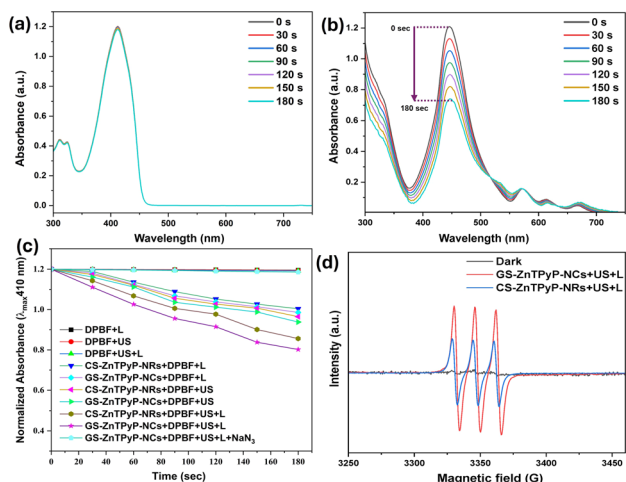 (a)
0 s
30 s
60 s
90 s
120 s
150 s
180 s
1.2
1.0
0.8
0.6
0.4
0.2
0.0
Absorbance (a.u.)
300
400
500
600
700
Wavelength (nm)
(b)
0 s
30 s
60 s
90 s
120 s
150 s
180 s
0 sec
180 sec
1.2
1.0
0.8
0.6
0.4
0.2
Absorbance (a.u.)
300
400
500
600
700
Wavelength (nm)
(c)
DPBF+L
DPBF+US
DPBF+US+L
CS-ZnTPyP-NRs+DPBF+L
GS-ZnTPyP-NCs+DPBF+L
CS-ZnTPyP-NRs+DPBF+US
GS-ZnTPyP-NCs+DPBF+US
CS-ZnTPyP-NRs+DPBF+US+L
GS-ZnTPyP-NCs+DPBF+US+L
GS-ZnTPyP-NCs+DPBF+US+L+NaN₃
1.2
1.0
0.8
0.6
0.4
Normalized Absorbance (λmax410 nm)
0
20
40
60
80
100
120
140
160
180
Time (sec)
(d)
Dark
GS-ZnTPyP-NCs+US+L
CS-ZnTPyP-NRs+US+L
Intensity (a.u.)
3250
3300
3350
3400
3450
Magnetic field (G)